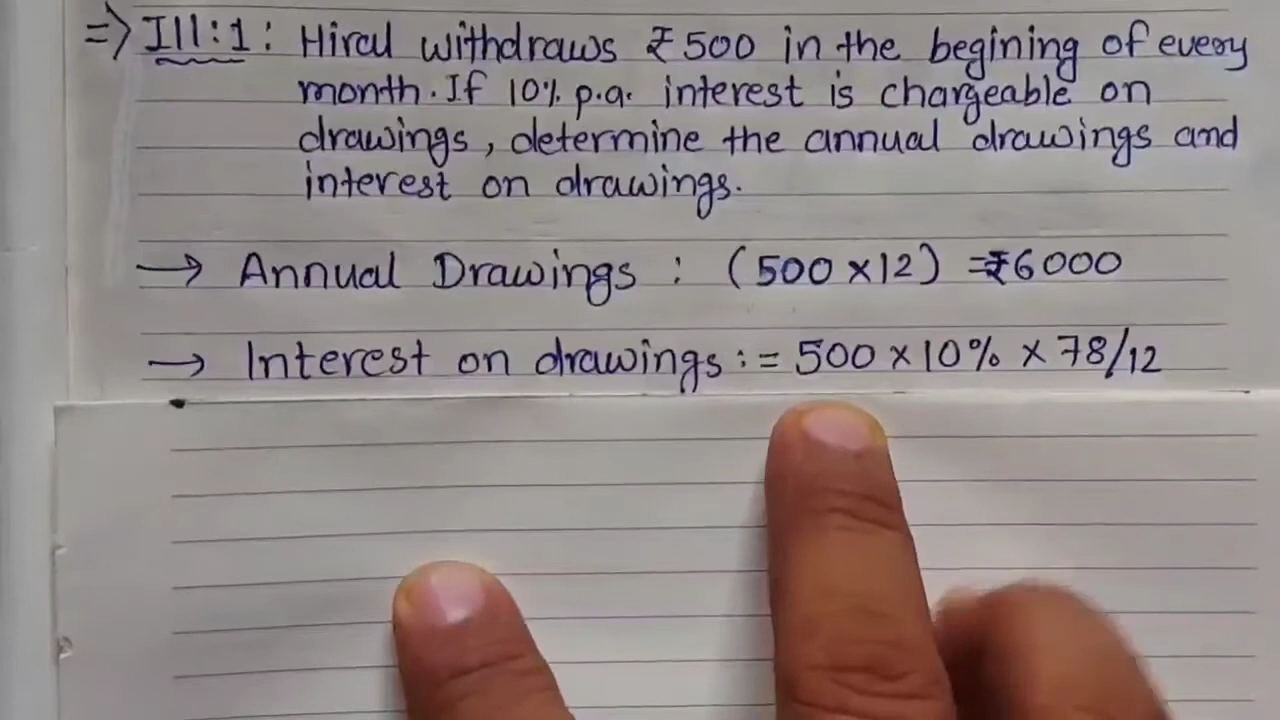 => Ill:1: Hiral withdraws ₹500 in the begining of every
month. If 10% p.a. interest is chargeable on
drawings, determine the annual drawings and
interest on drawings.
→ Annual Drawings : (500 x 12) = ₹6000
→ Interest on drawings := 500 x 10% x 78/12